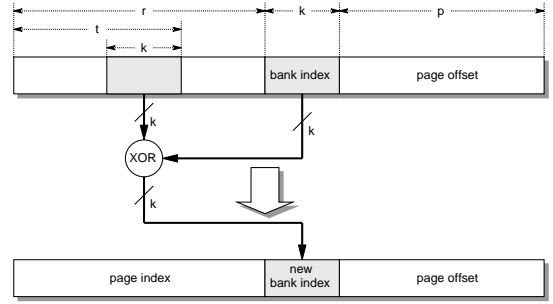 r k p
t
k
bank index page offset
k k
XOR
k
page index new bank index page offset